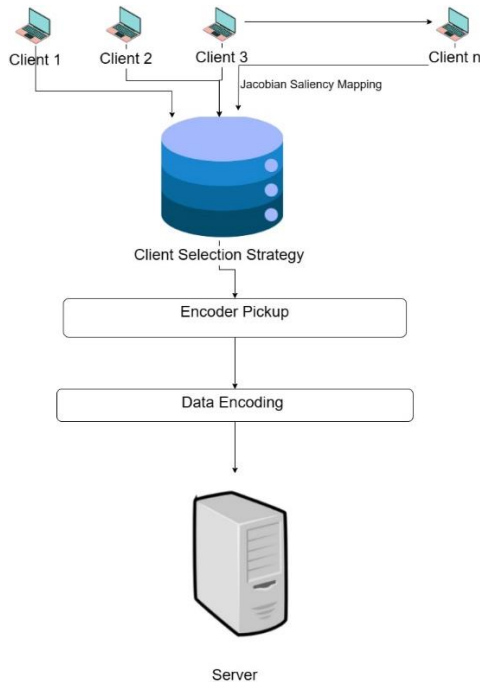 Client 1
Client 2
Client 3
Client n
Jacobian Saliency Mapping
Client Selection Strategy
Encoder Pickup
Data Encoding
Server